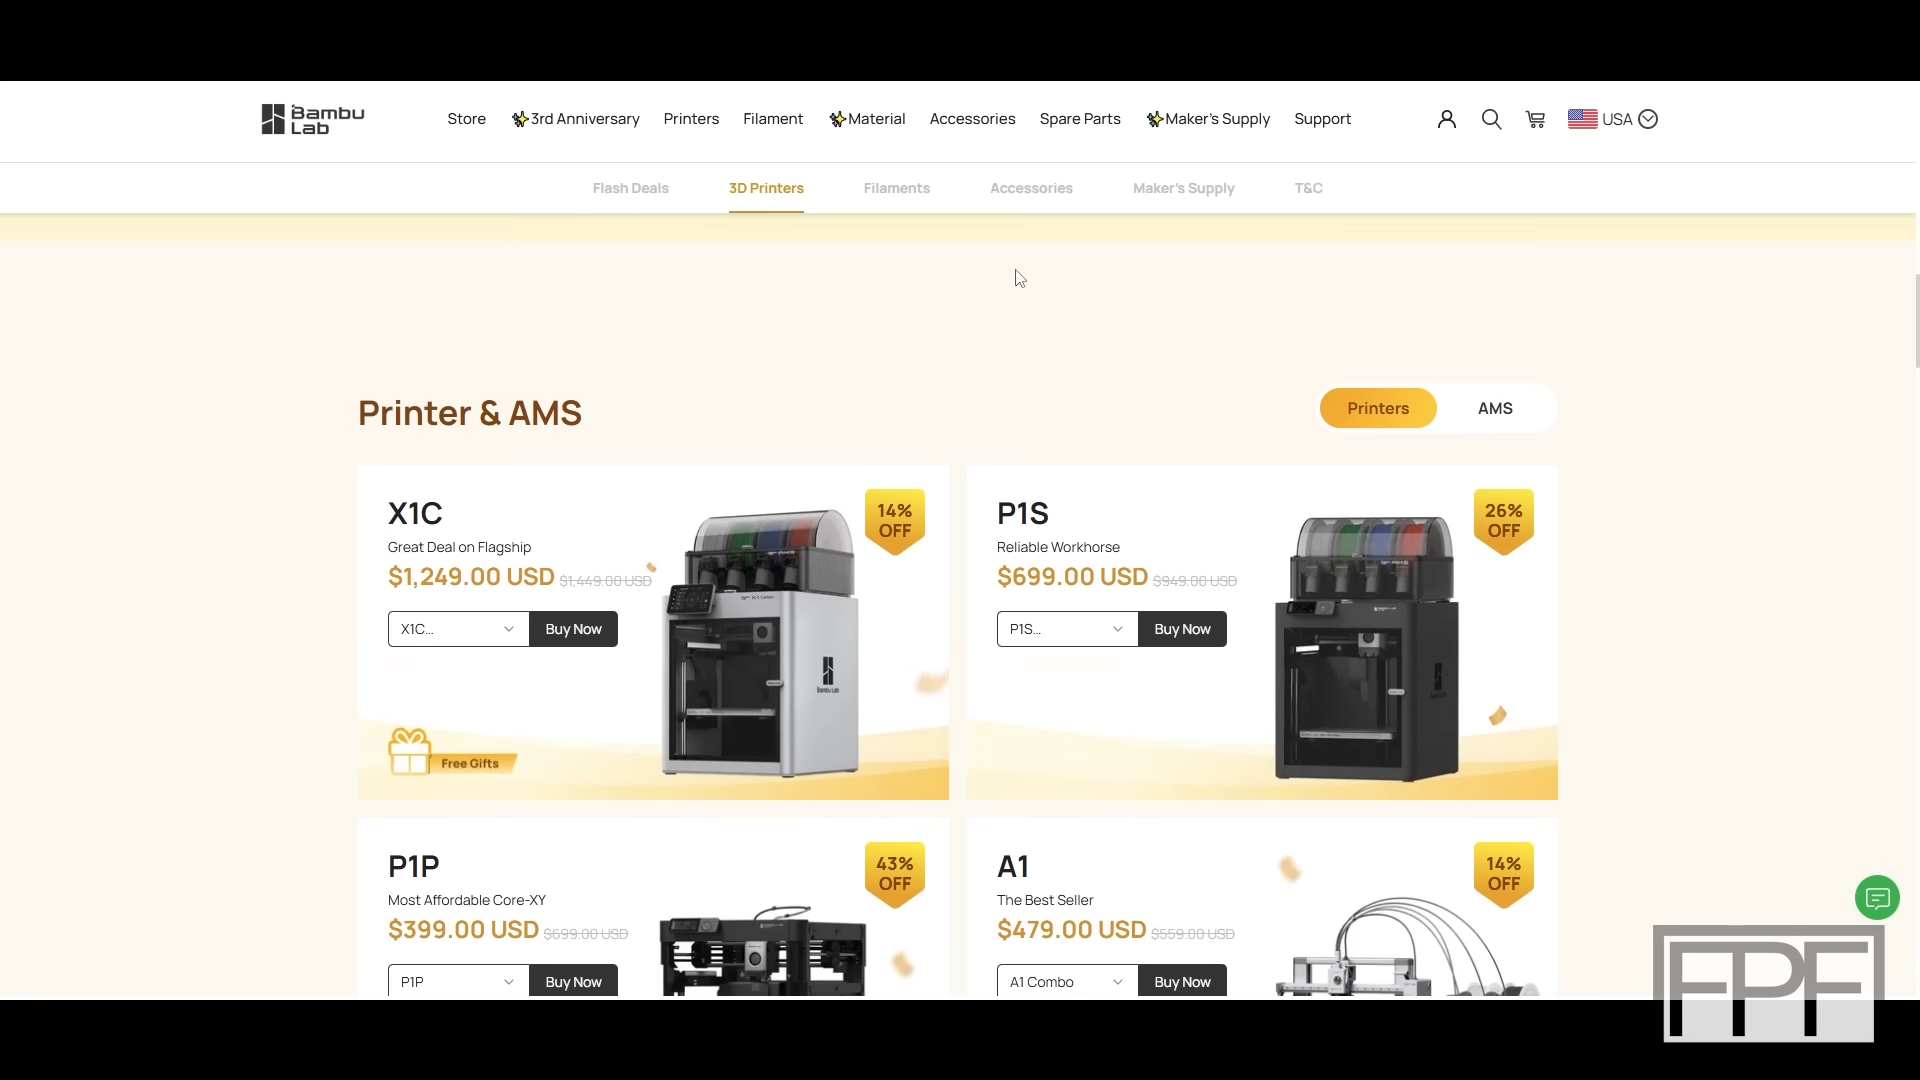 Bambu
Lab
Store
3rd Anniversary
Printers
Filament
Material
Accessories
Spare Parts
Maker's Supply
Support
USA
Flash Deals
3D Printers
Filaments
Accessories
Maker's Supply
T&C
Printer & AMS
Printers
AMS
X1C
Great Deal on Flagship
$1,249.00 USD $1,449.00 USD
X1C...
Buy Now
14%
OFF
Bambu Lab
Free Gifts
P1S
Reliable Workhorse
$699.00 USD $949.00 USD
P1S...
Buy Now
26%
OFF
P1P
Most Affordable Core-XY
$399.00 USD $699.00 USD
P1P
Buy Now
43%
OFF
A1
The Best Seller
$479.00 USD $559.00 USD
A1 Combo
Buy Now
14%
OFF
FPF